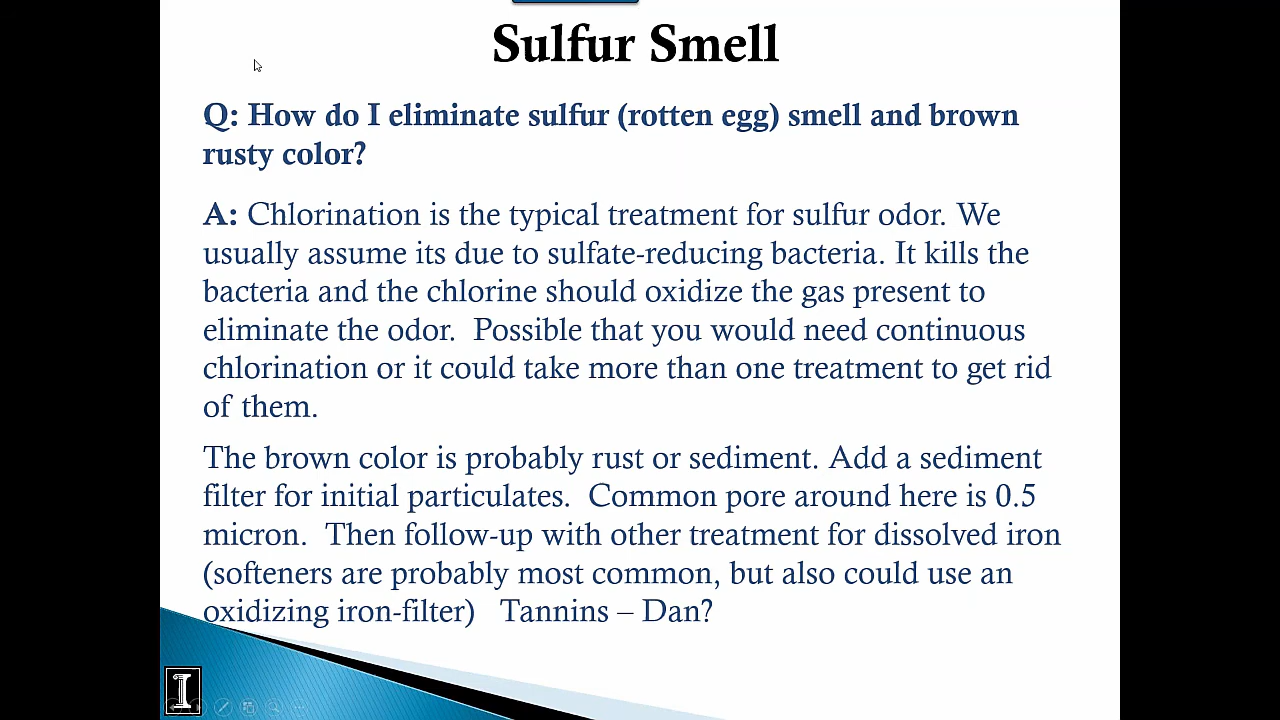 Sulfur Smell
Q: How do I eliminate sulfur (rotten egg) smell and brown
rusty color?
A: Chlorination is the typical treatment for sulfur odor. We
usually assume its due to sulfate-reducing bacteria. It kills the
bacteria and the chlorine should oxidize the gas present to
eliminate the odor.  Possible that you would need continuous
chlorination or it could take more than one treatment to get rid
of them.
The brown color is probably rust or sediment. Add a sediment
filter for initial particulates.  Common pore around here is 0.5
micron.  Then follow-up with other treatment for dissolved iron
(softeners are probably most common, but also could use an
oxidizing iron-filter)   Tannins – Dan?
I